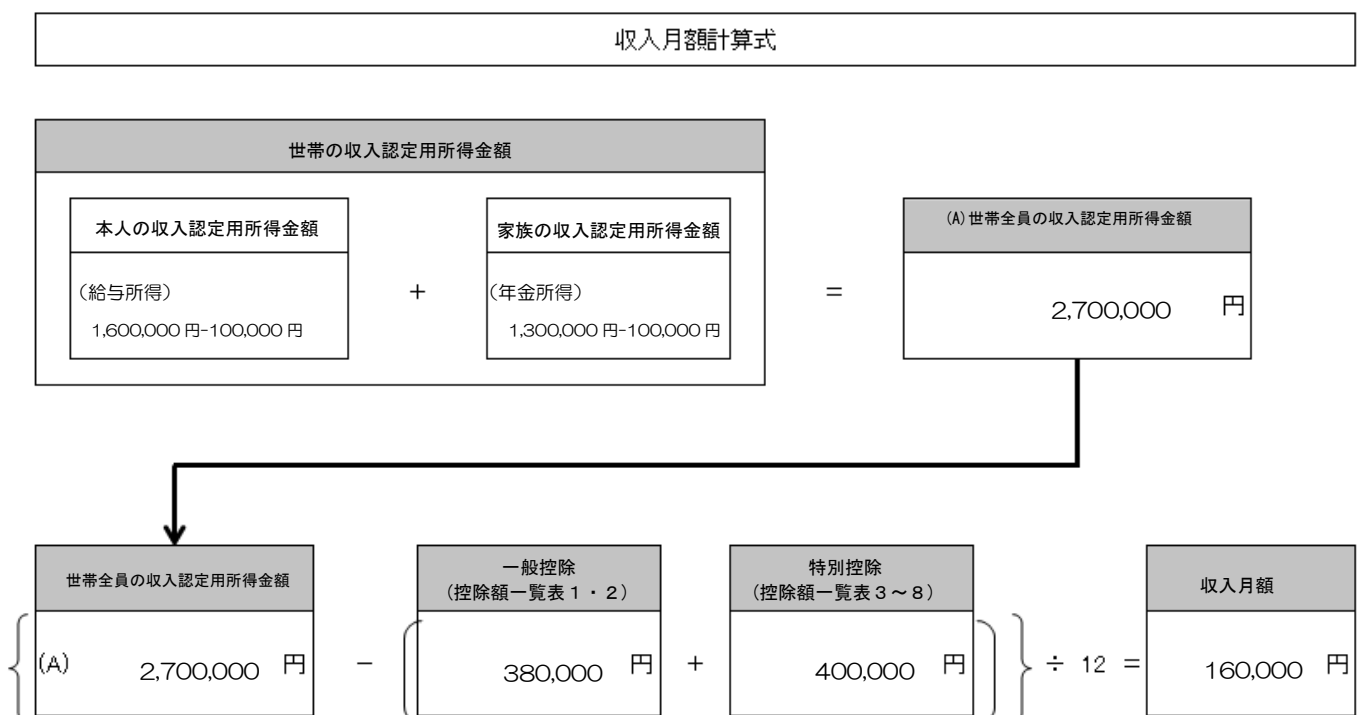 収入月額計算式
世帯の収入認定用所得金額
本人の収入認定用所得金額
(給与所得)
1,600,000 円-100,000 円
+
家族の収入認定用所得金額
(年金所得)
1,300,000 円-100,000 円
=
(A)世帯全員の収入認定用所得金額
2,700,000 円
世帯全員の収入認定用所得金額
{ (A) 2,700,000 円
-
一般控除
(控除額一覧表1・2)
( 380,000 円
+
特別控除
(控除額一覧表3~8)
400,000 円 ) }
÷ 12 =
収入月額
160,000 円